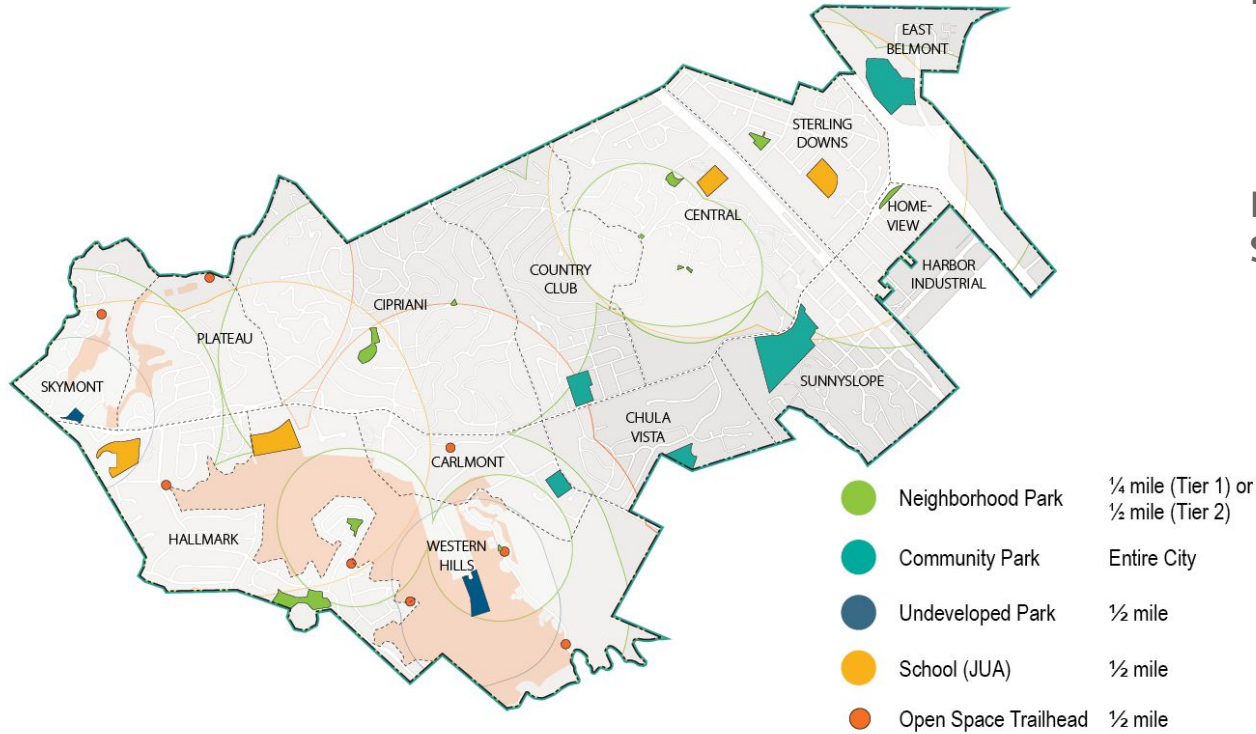 EAST
BELMONT
STERLING
DOWNS
HOME-
VIEW
CENTRAL
HARBOR
INDUSTRIAL
COUNTRY
CLUB
CIPRIANI
PLATEAU
SKYMONT
SUNNYSLOPE
CHULA
VISTA
CARLMONT
HALLMARK
WESTERN
HILLS
Neighborhood Park ¼ mile (Tier 1) or
½ mile (Tier 2)
Community Park Entire City
Undeveloped Park ½ mile
School (JUA) ½ mile
Open Space Trailhead ½ mile